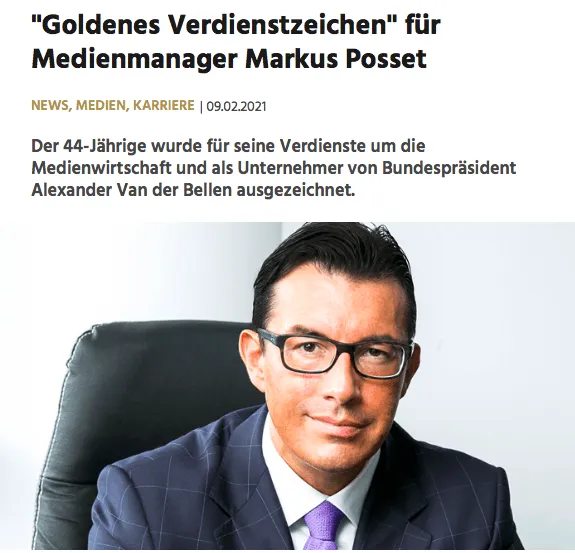 "Goldenes Verdienstzeichen" für
Medienmanager Markus Posset
NEWS, MEDIEN, KARRIERE | 09.02.2021
Der 44-Jährige wurde für seine Verdienste um die
Medienwirtschaft und als Unternehmer von Bundespräsident
Alexander Van der Bellen ausgezeichnet.